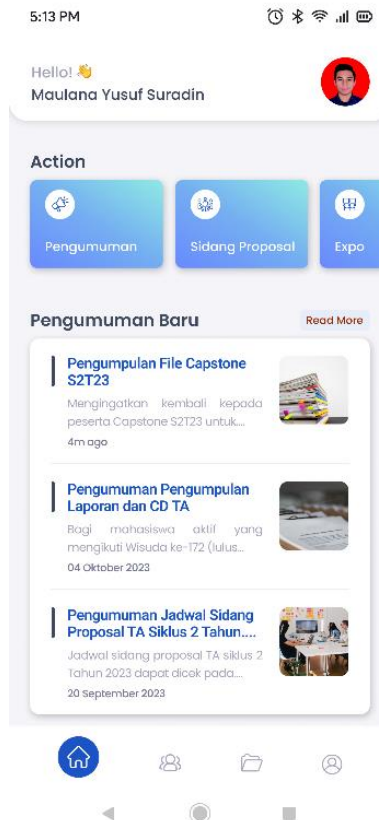 5:13 PM
Hello! 👋
Maulana Yusuf Suradin
Action
Pengumuman
Sidang Proposal
Expo
Pengumuman Baru
Read More
Pengumpulan File Capstone
S2T23
Mengingatkan kembali kepada
peserta Capstone S2T23 untuk....
4m ago
Pengumuman Pengumpulan
Laporan dan CD TA
Bagi mahasiswa aktif yang
mengikuti Wisuda ke-172 (lulus...
04 Oktober 2023
Pengumuman Jadwal Sidang
Proposal TA Siklus 2 Tahun....
Jadwal sidang proposal TA siklus 2
Tahun 2023 dapat dicek pada....
20 September 2023